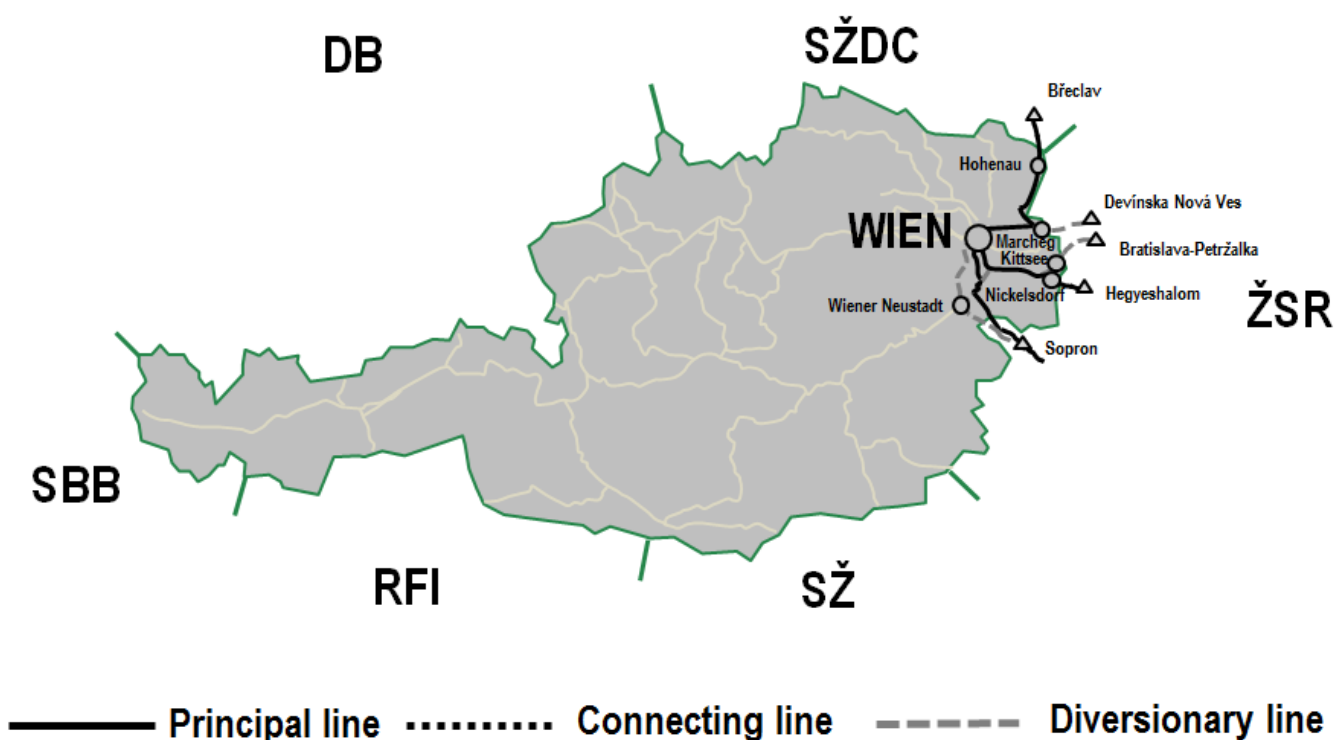 DB
SŽDC
Břeclav
Hohenau
Devínska Nová Ves
WIEN
Marcheg
Bratislava-Petržalka
Kittsee
Nickelsdorf
Hegyeshalom
Wiener Neustadt
ŽSR
Sopron
SBB
RFI
SŽ
Principal line
Connecting line
Diversionary line